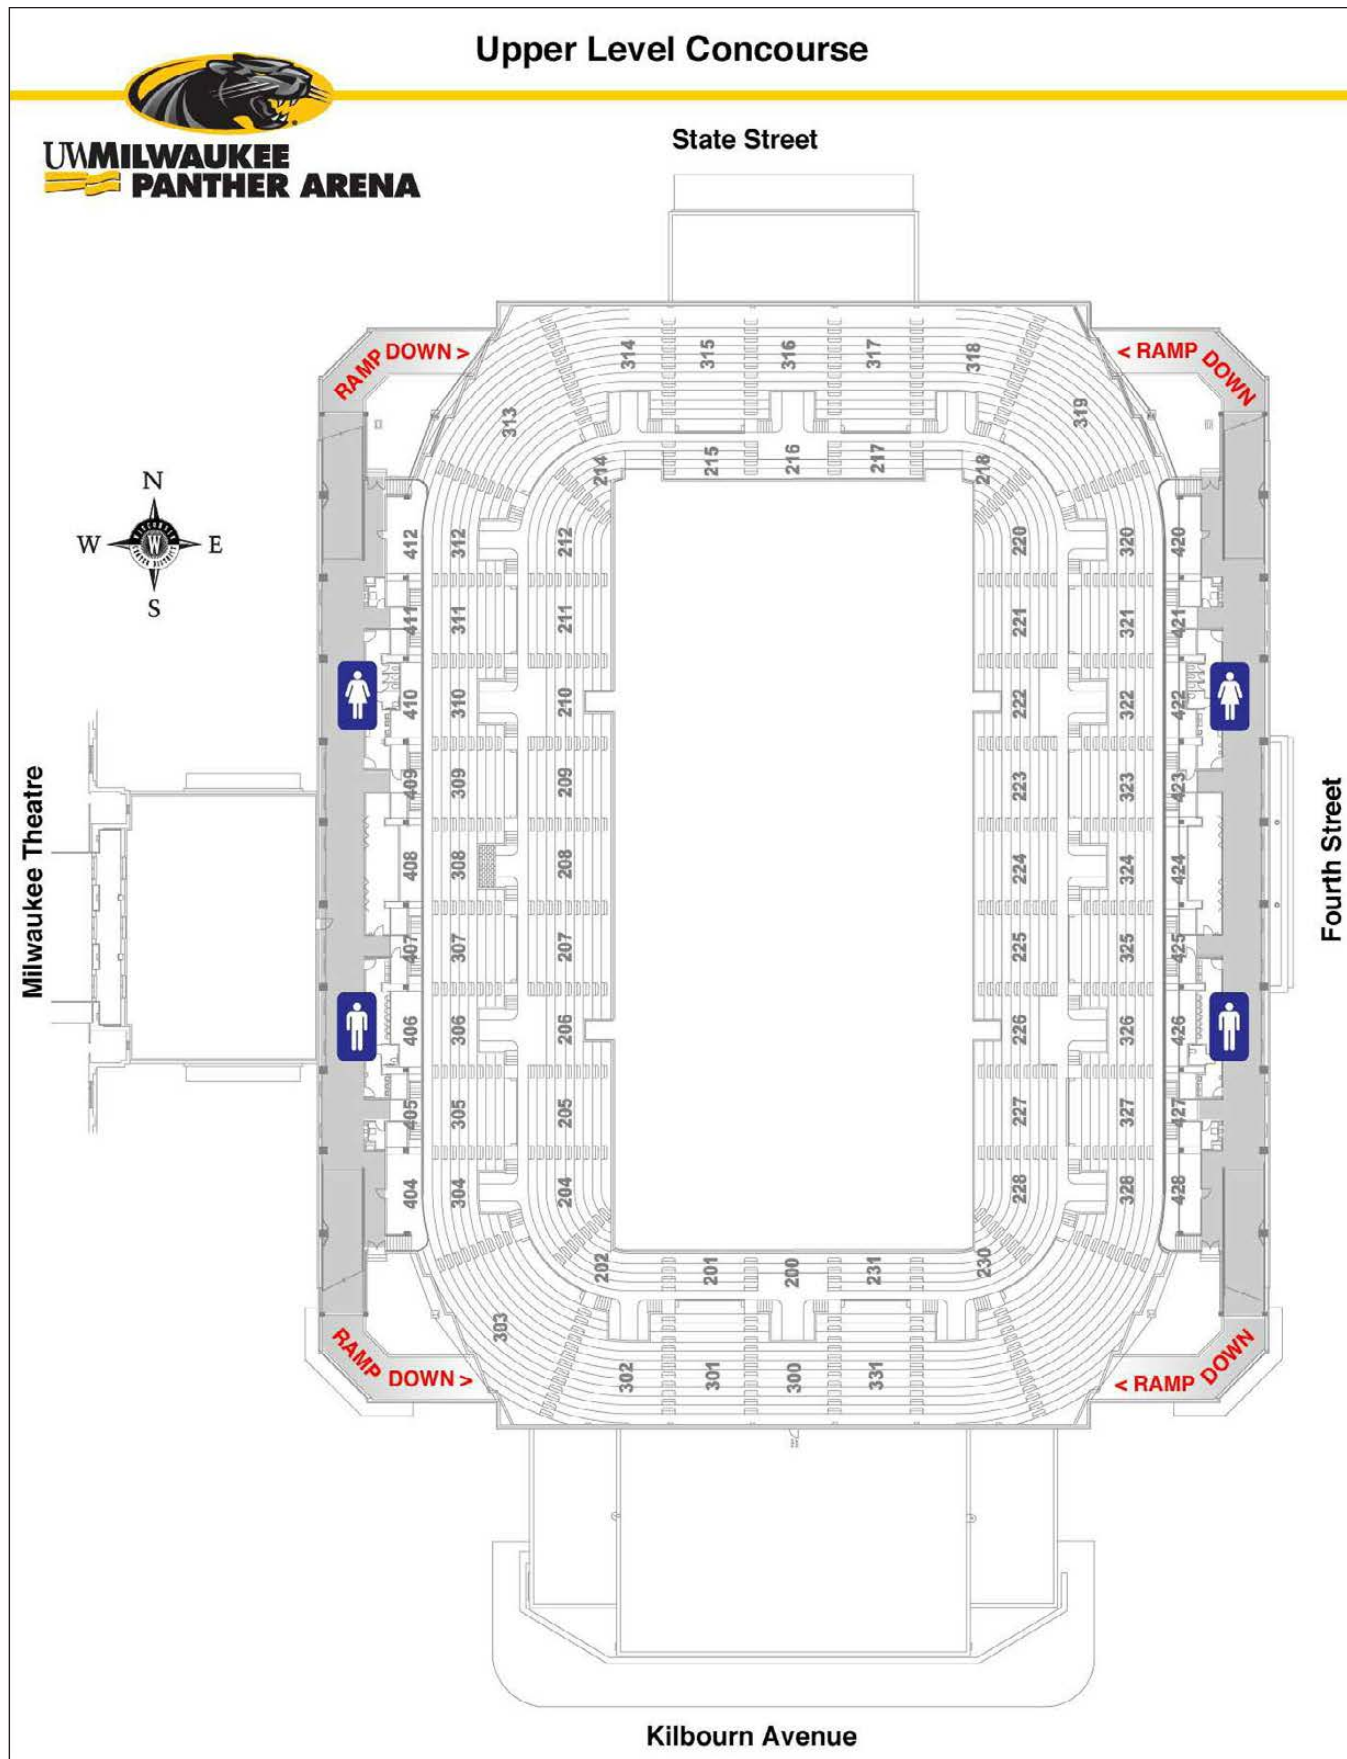 Upper Level Concourse
UWMILWAUKEE
PANTHER ARENA
State Street
RAMP DOWN >
< RAMP DOWN
314 315 316 317 318
313 319
214 215 216 217 218
N
W W E
S
412 312 212 220 320 420
411 311 211 221 321 421
410 310 210 222 322 422
409 309 209 223 323 423
408 308 208 224 324 424
407 307 207 225 325 425
406 306 206 226 326 426
405 305 205 227 327 427
404 304 204 228 328 428
Milwaukee Theatre
Fourth Street
202 201 200 231 230
303
302 301 300 331
RAMP DOWN >
< RAMP DOWN
Kilbourn Avenue